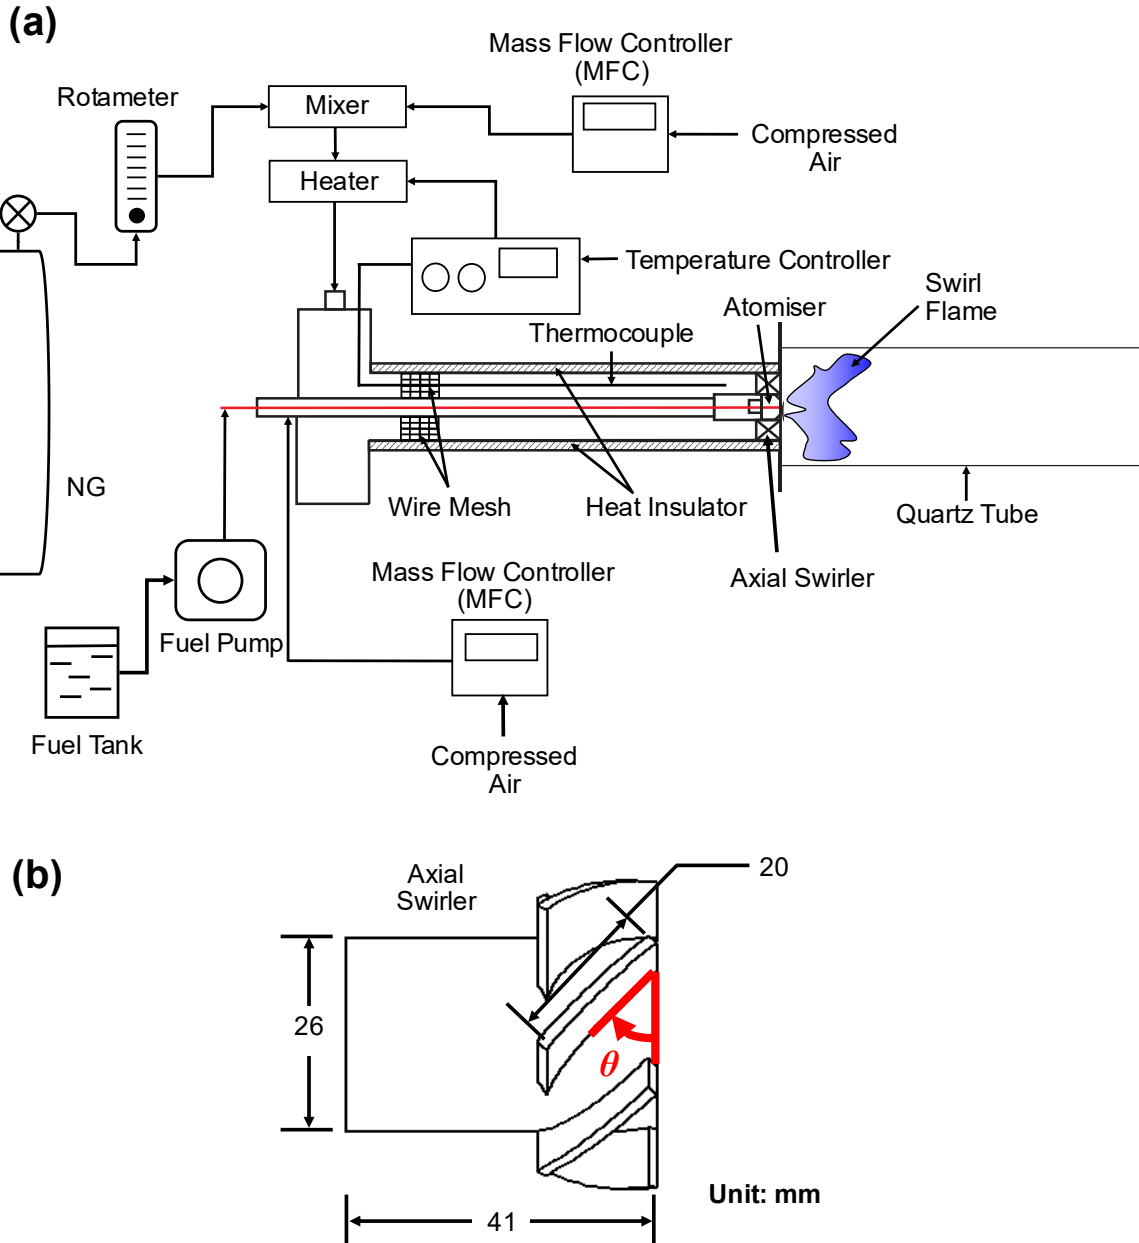 (a)
Mass Flow Controller
(MFC)
Rotameter
Mixer
Compressed
Air
Heater
Temperature Controller
Swirl
Flame
Atomiser
Thermocouple
NG
Wire Mesh
Heat Insulator
Quartz Tube
Axial Swirler
Mass Flow Controller
(MFC)
Fuel Pump
Fuel Tank
Compressed
Air
(b)
Axial
Swirler
20
26
θ
Unit: mm
41